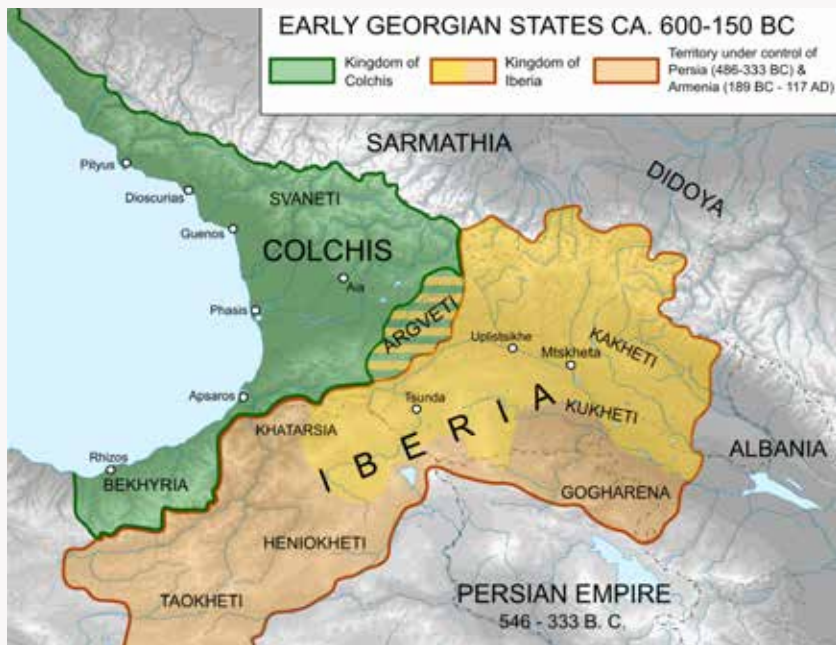 EARLY GEORGIAN STATES CA. 600-150 BC
Kingdom of
Colchis
Kingdom of
Iberia
Territory under control of
Persia (486-333 BC) &
Armenia (189 BC - 117 AD)
SARMATHIA
DIDOYA
Pityus
Dioscurias
SVANETI
Guenos
COLCHIS
Aia
Phasis
ARGVETI
Uplistsikhe
Mtskheta
KAKHETI
Apsaros
Tsunda
KUKHETI
KHATARSIA
IBERIA
ALBANIA
Rhizos
BEKHYRIA
GOGHARENA
HENIOKHETI
TAOKHETI
PERSIAN EMPIRE
546 - 333 B. C.